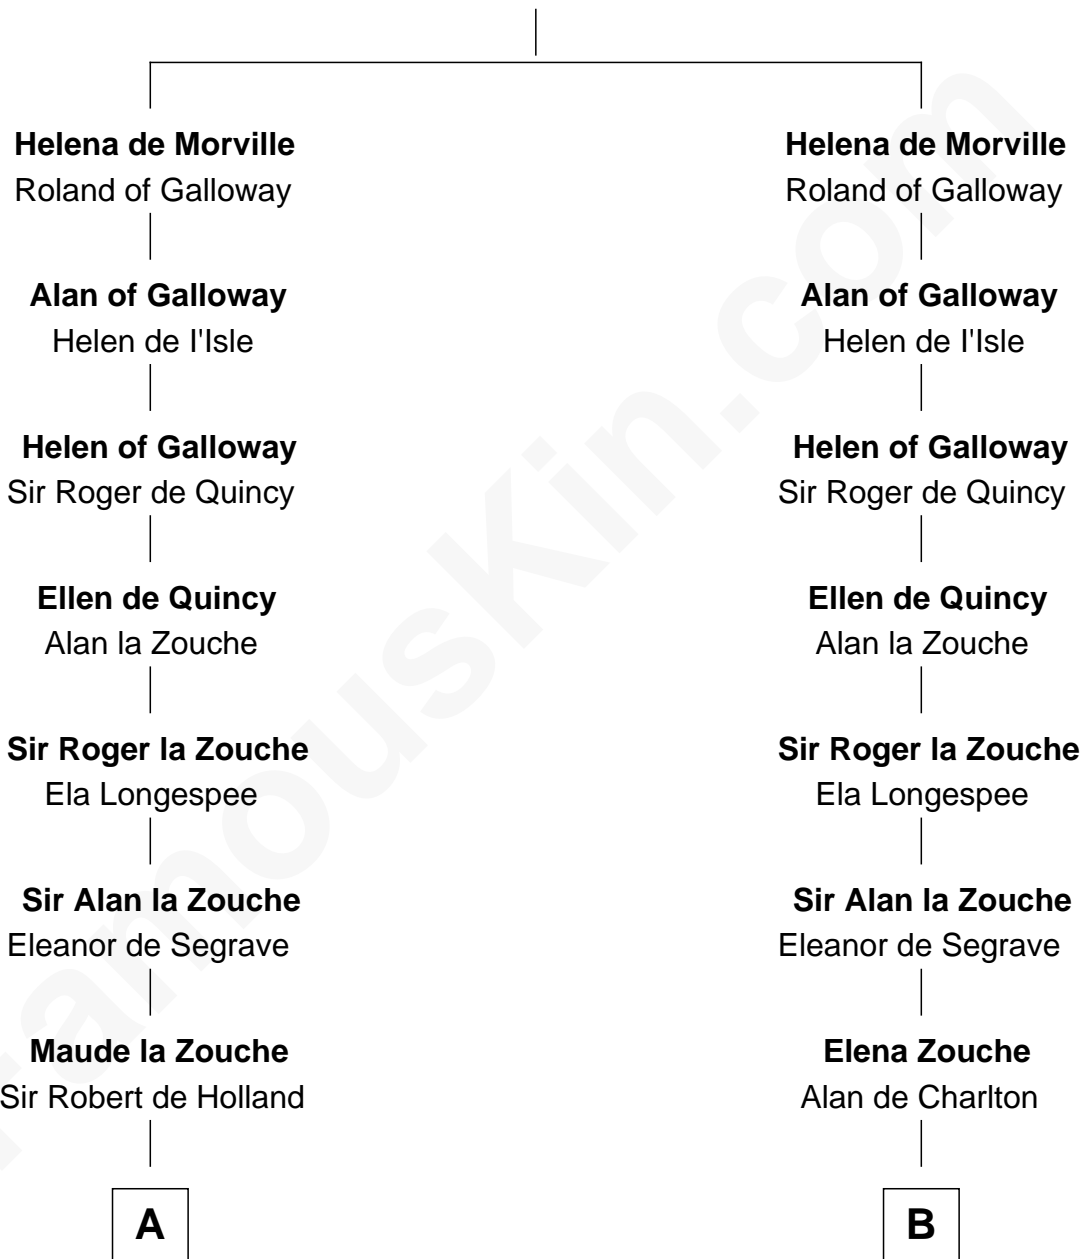 Helena de Morville
Roland of Galloway
Alan of Galloway
Helen de l'Isle
Helen of Galloway
Sir Roger de Quincy
Ellen de Quincy
Alan la Zouche
Sir Roger la Zouche
Ela Longespee
Sir Alan la Zouche
Eleanor de Segrave
Maude la Zouche
Sir Robert de Holland
A
Helena de Morville
Roland of Galloway
Alan of Galloway
Helen de l'Isle
Helen of Galloway
Sir Roger de Quincy
Ellen de Quincy
Alan la Zouche
Sir Roger la Zouche
Ela Longespee
Sir Alan la Zouche
Eleanor de Segrave
Elena Zouche
Alan de Charlton
B
famouskin.com